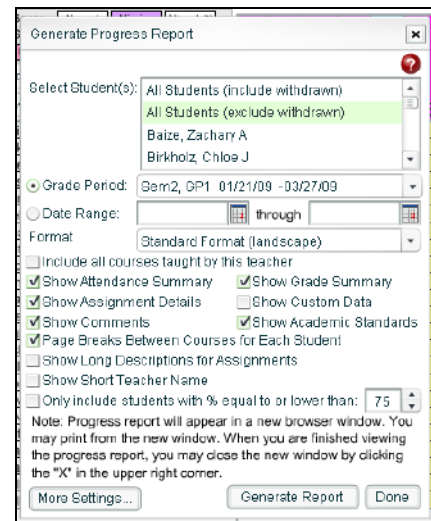 Generate Progress Report
Select Student(s):
All Students (include withdrawn)
All Students (exclude withdrawn)
Baize, Zachary A
Birkholz, Chloe J
Grade Period: Sem2, GP1 01/21/09 -03/27/09
Date Range: through
Format Standard Format (landscape)
Include all courses taught by this teacher
Show Attendance Summary Show Grade Summary
Show Assignment Details Show Custom Data
Show Comments Show Academic Standards
Page Breaks Between Courses for Each Student
Show Long Descriptions for Assignments
Show Short Teacher Name
Only include students with % equal to or lower than: 75
Note: Progress report will appear in a new browser window. You
may print from the new window. When you are finished viewing
the progress report, you may close the new window by clicking
the "X" in the upper right corner.
More Settings... Generate Report Done